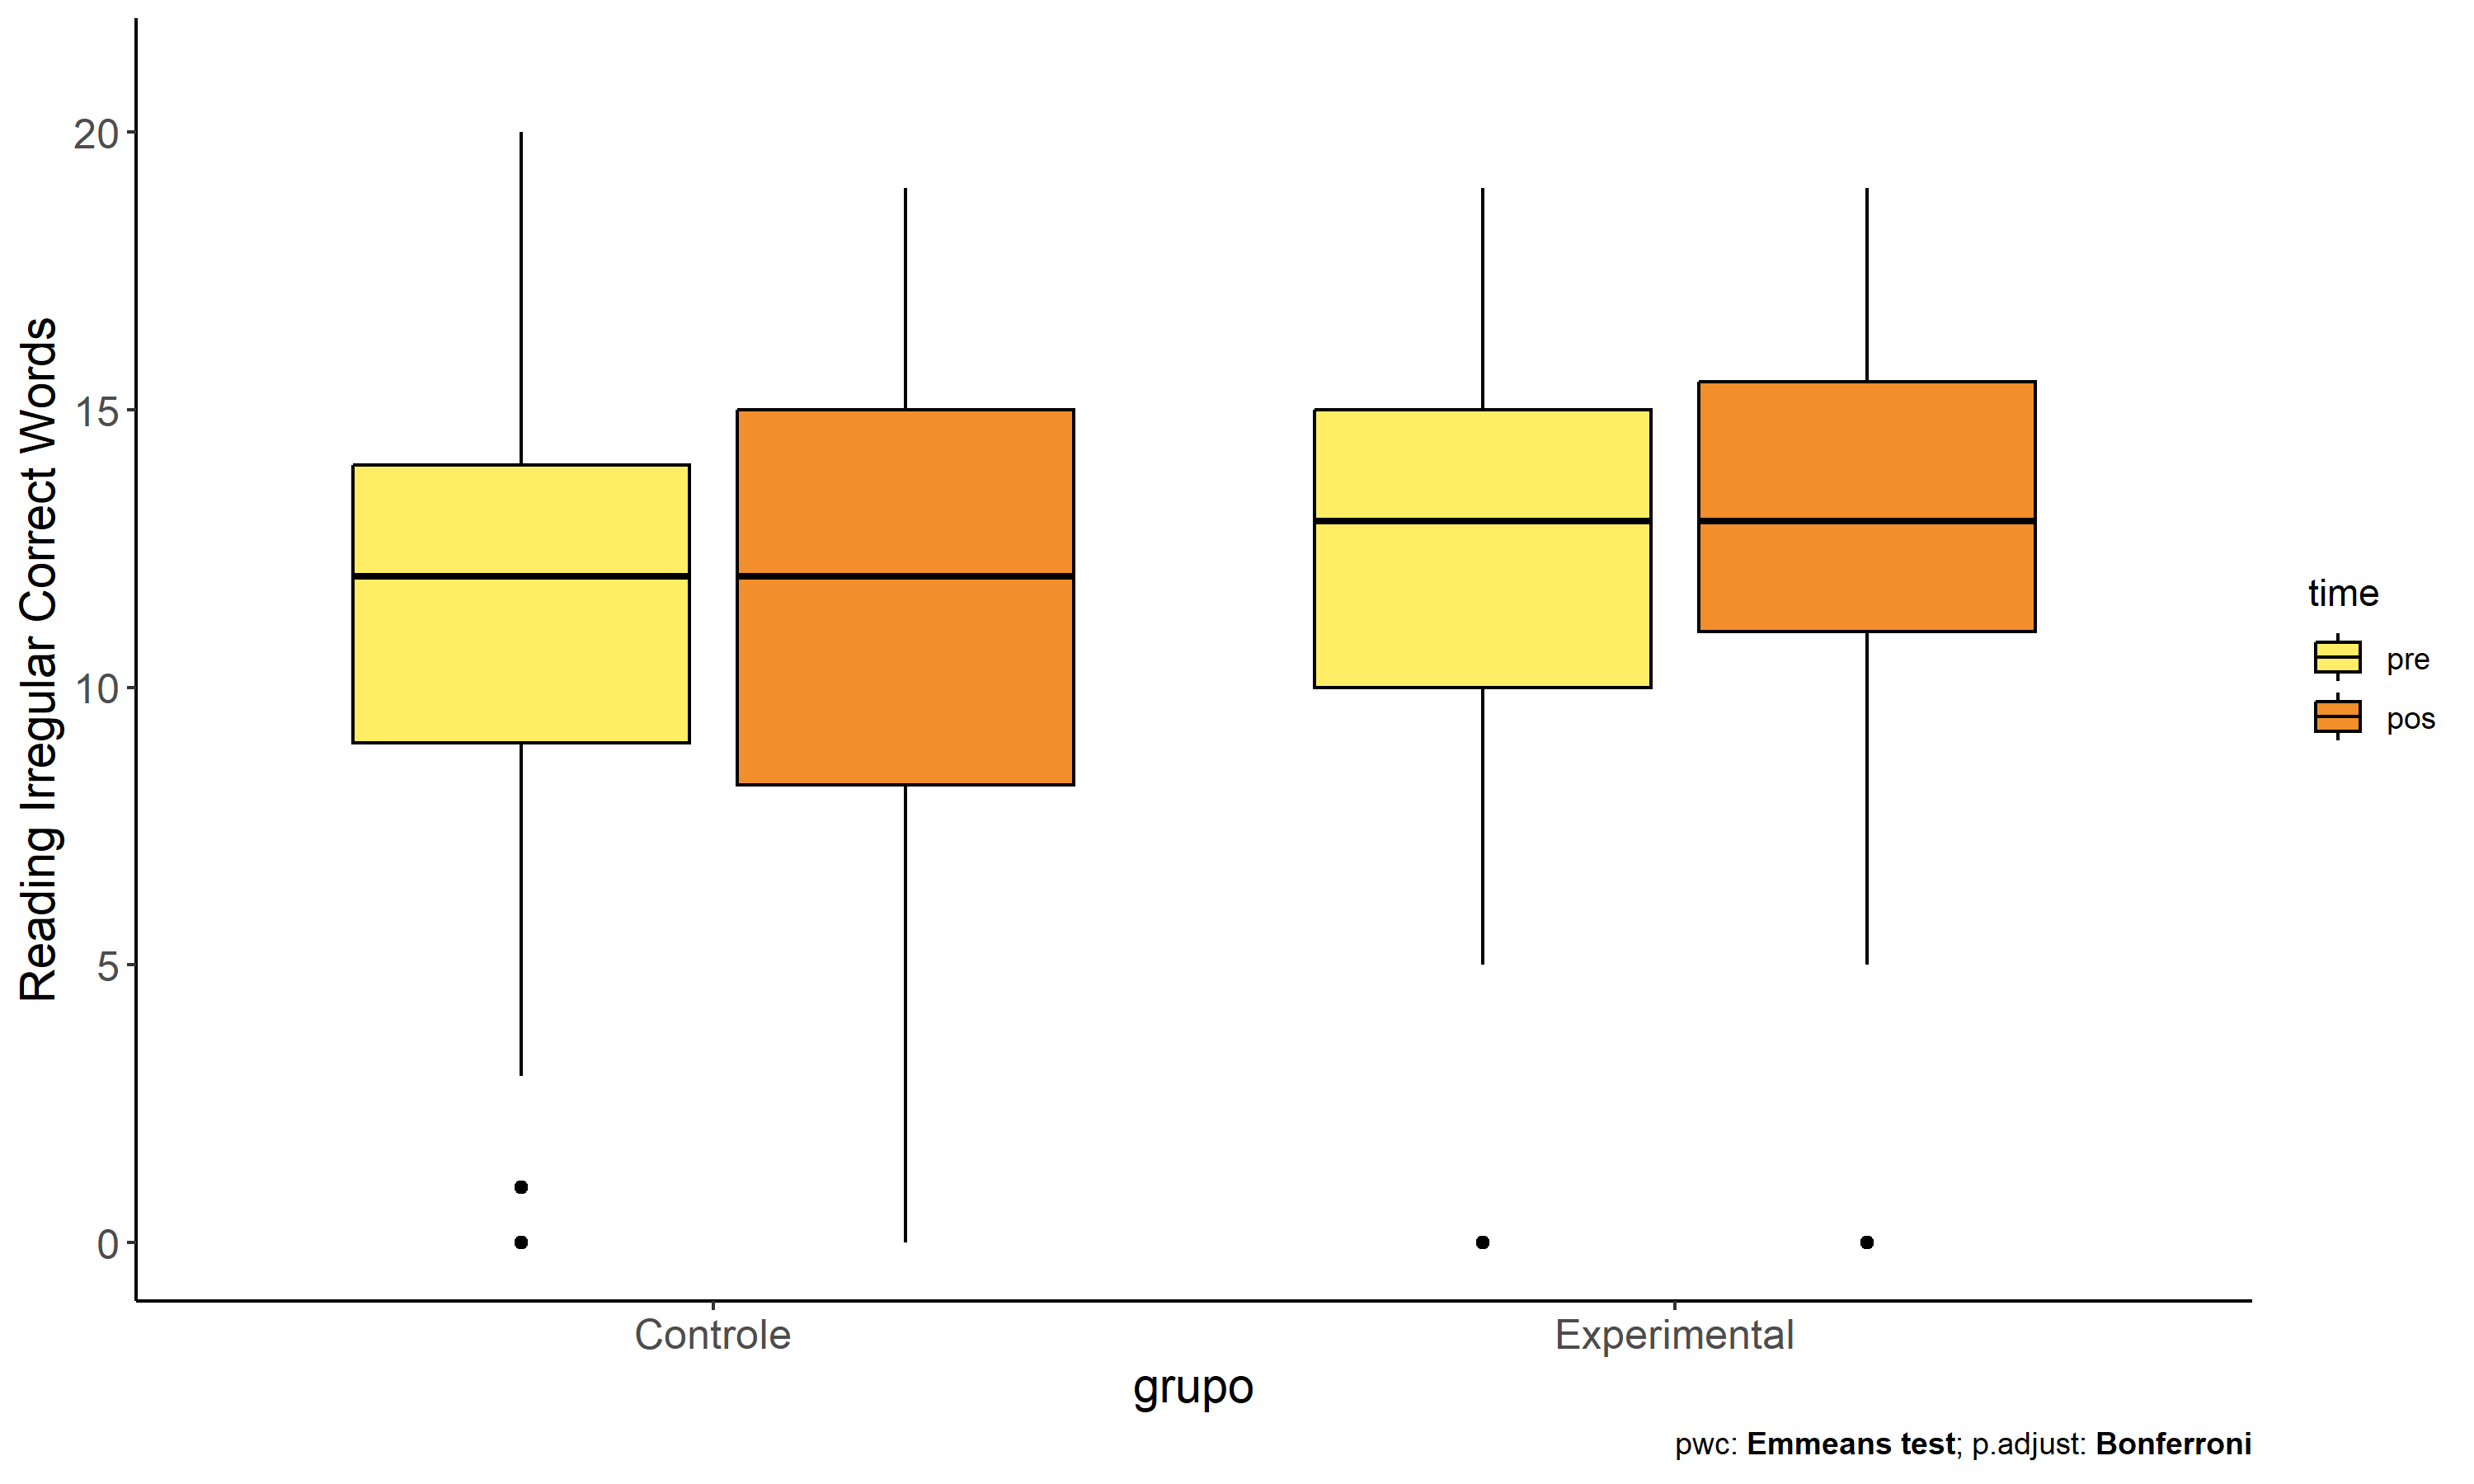 Reading Irregular Correct Words
20
15
10
5
0
Controle
Experimental
grupo
time
pre
pos
pwc: Emmeans test; p.adjust: Bonferroni